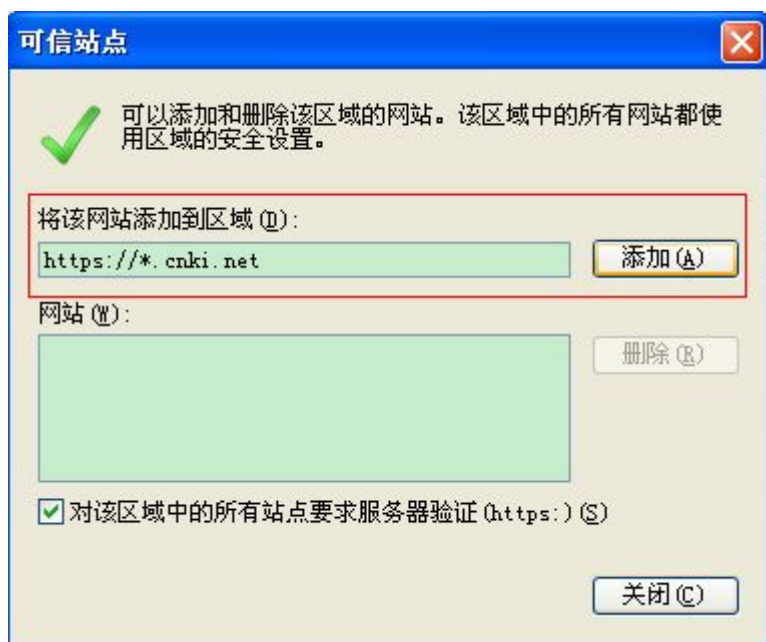 可信站点
可以添加和删除该区域的网站。该区域中的所有网站都使
用区域的安全设置。
将该网站添加到区域(D):
https://*.cnki.net
添加(A)
网站(W):
删除(R)
对该区域中的所有站点要求服务器验证(https:)(S)
关闭(C)